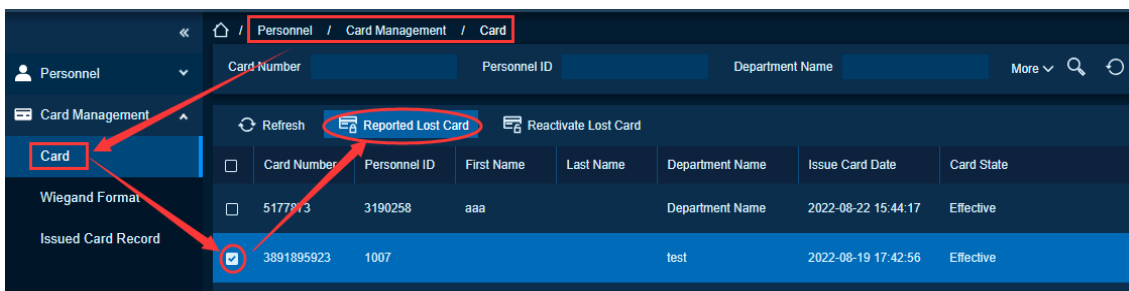 « / Personnel / Card Management / Card
Personnel
Card Number Personnel ID Department Name More
Card Management
Refresh Reported Lost Card Reactivate Lost Card
Card
Card Number Personnel ID First Name Last Name Department Name Issue Card Date Card State
Wiegand Format
5177873 3190258 aaa Department Name 2022-08-22 15:44:17 Effective
Issued Card Record
3891895923 1007 test 2022-08-19 17:42:56 Effective